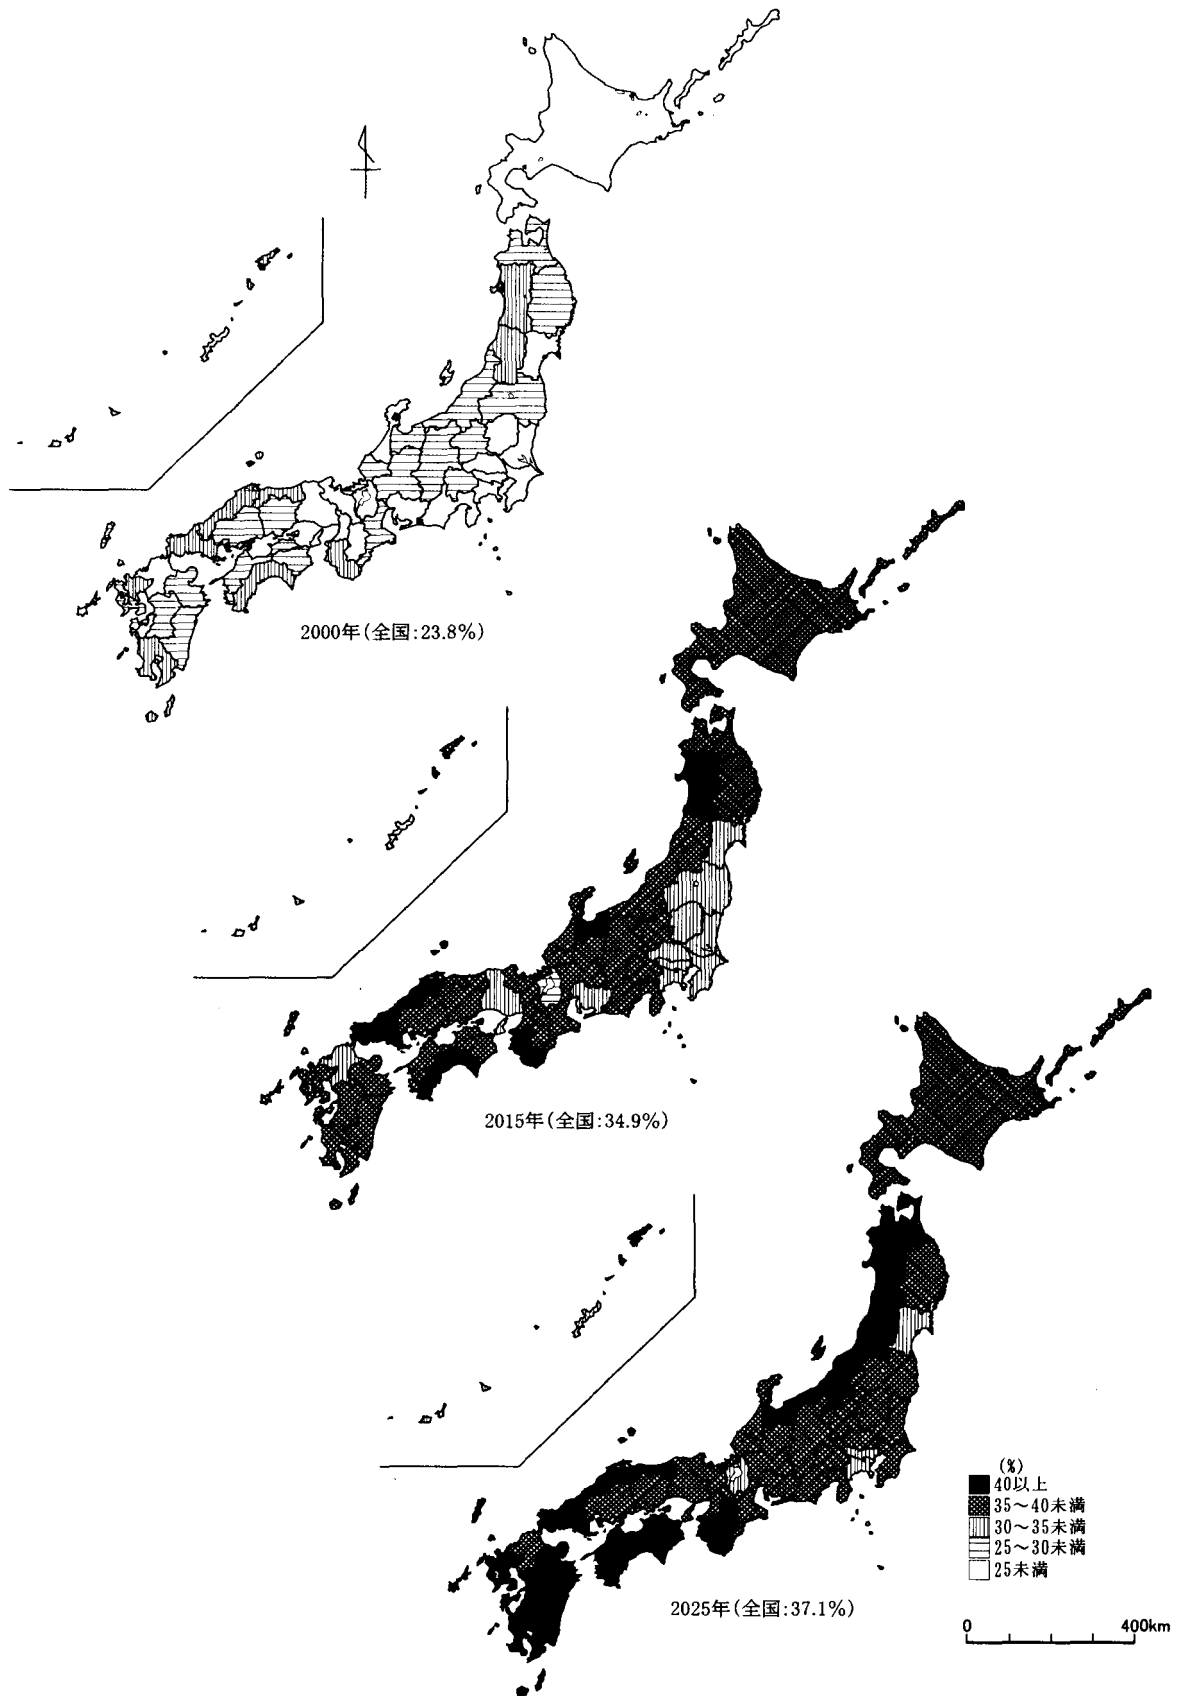 2000年(全国:23.8%)
2015年(全国:34.9%)
2025年(全国:37.1%)
(%)
40以上
35～40未満
30～35未満
25～30未満
25未満
0 400km